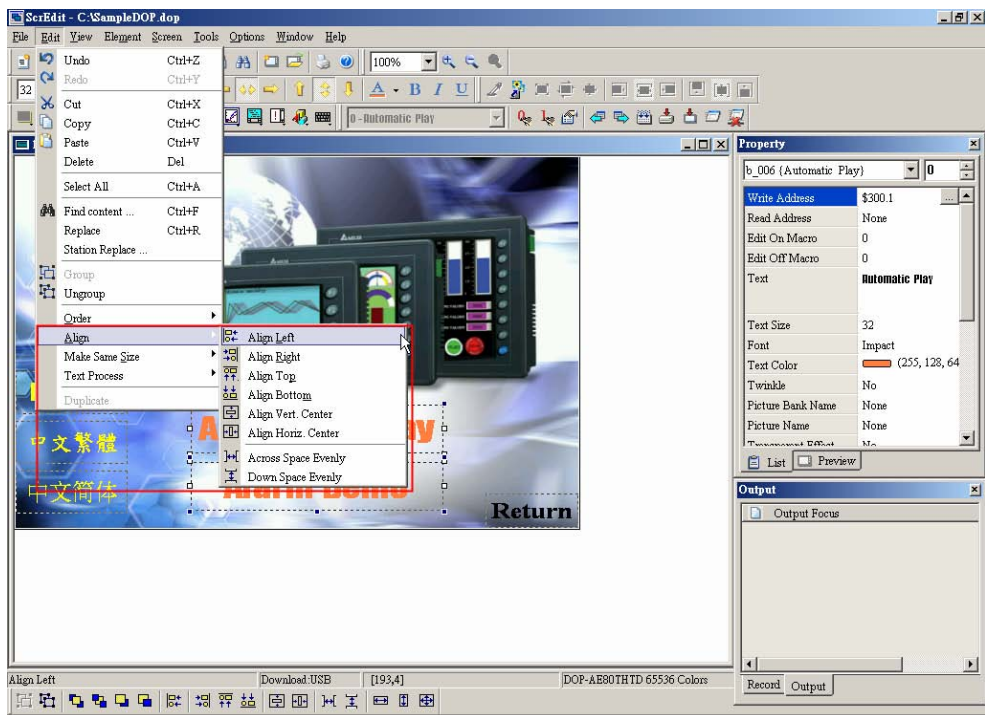 ScrEdit - C:\SampleDOP.dop
File Edit View Element Screen Tools Options Window Help
100%
32
B I U
0 - Automatic Play
Undo Ctrl+Z
Redo Ctrl+Y
Cut Ctrl+X
Copy Ctrl+C
Paste Ctrl+V
Delete Del
Select All Ctrl+A
Find content ... Ctrl+F
Replace Ctrl+R
Station Replace ...
Group
Ungroup
Order
Align
Make Same Size
Text Process
Duplicate
Align Left
Align Right
Align Top
Align Bottom
Align Vert. Center
Align Horiz. Center
Across Space Evenly
Down Space Evenly
中文繁體
中文简体
Alarm Demo
Return
Property
b_006 {Automatic Play} 0
Write Address $300.1 ...
Read Address None
Edit On Macro 0
Edit Off Macro 0
Text Automatic Play
Text Size 32
Font Impact
Text Color (255, 128, 64
Twinkle No
Picture Bank Name None
Picture Name None
Transparent Effect No
List Preview
Output
Output Focus
Record Output
Align Left Download:USB [193,4] DOP-AE80THTD 65536 Colors